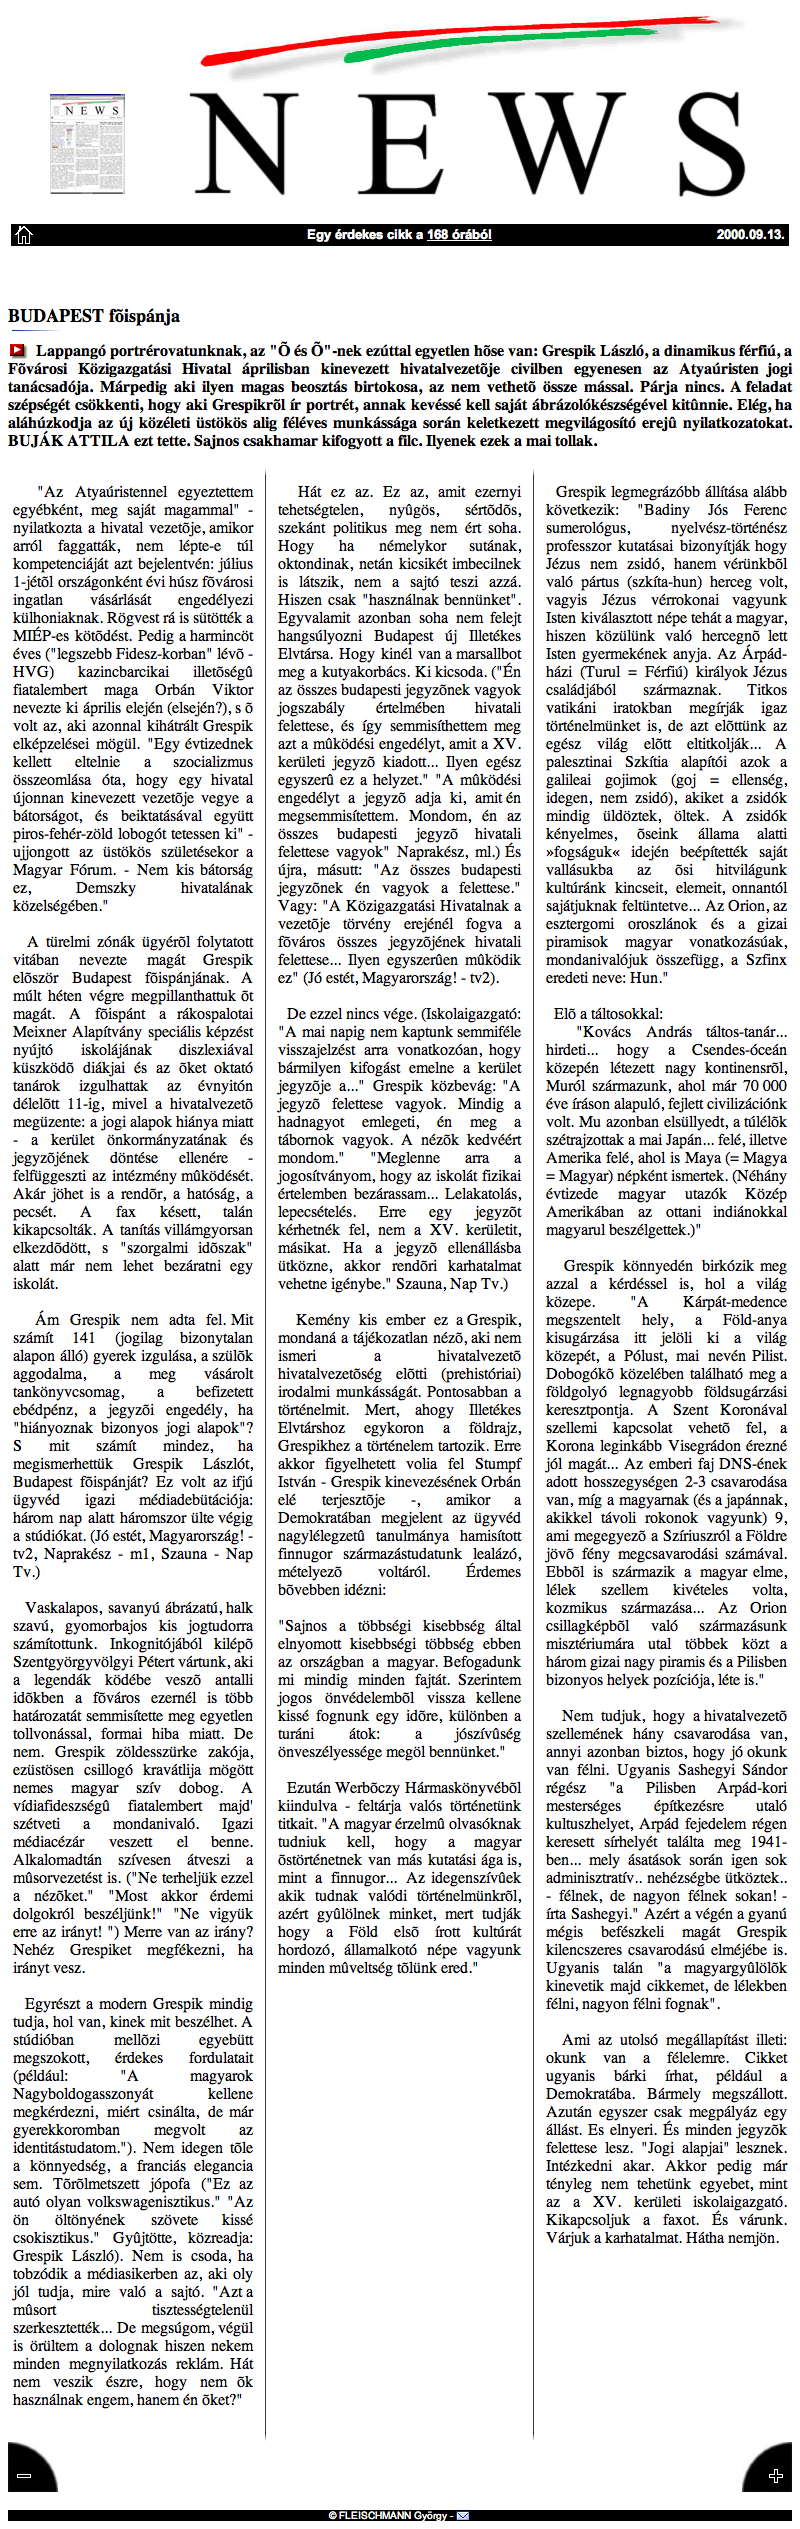 NEWS
NEWS
Egy érdekes cikk a 168 órából
2000.09.13.
BUDAPEST fõispánja
Lappangó portrérovatunknak, az "Õ és Õ"-nek ezúttal egyetlen hõse van: Grespik László, a dinamikus férfiú, a
Fõvárosi Közigazgatási Hivatal áprilisban kinevezett hivatalvezetõje civilben egyenesen az Atyaúristen jogi
tanácsadója. Márpedig aki ilyen magas beosztás birtokosa, az nem vethetõ össze mással. Párja nincs. A feladat
szépségét csökkenti, hogy aki Grespikrõl ír portrét, annak kevéssé kell saját ábrázolókészségével kitûnnie. Elég, ha
aláhúzkodja az új közéleti üstökös alig féléves munkássága során keletkezett megvilágosító erejû nyilatkozatokat.
BUJÁK ATTILA ezt tette. Sajnos csakhamar kifogyott a filc. Ilyenek ezek a mai tollak.
"Az Atyaúristennel egyeztettem
egyébként, meg saját magammal" -
nyilatkozta a hivatal vezetõje, amikor
arról faggatták, nem lépte-e túl
kompetenciáját azt bejelentvén: július
1-jétõl országonként évi húsz fõvárosi
ingatlan vásárlását engedélyezi
külhoniaknak. Rögvest rá is sütötték a
MIÉP-es kötõdést. Pedig a harmincöt
éves ("legszebb Fidesz-korban" lévõ -
HVG) kazincbarcikai illetõségû
fiatalembert maga Orbán Viktor
nevezte ki április elején (elsején?), s õ
volt az, aki azonnal kihátrált Grespik
elképzelései mögül. "Egy évtizednek
kellett eltelnie a szocializmus
összeomlása óta, hogy egy hivatal
újonnan kinevezett vezetõje vegye a
bátorságot, és beiktatásával együtt
piros-fehér-zöld lobogót tetessen ki" -
ujjongott az üstökös születésekor a
Magyar Fórum. - Nem kis bátorság
ez, Demszky hivatalának
közelségében."
A türelmi zónák ügyérõl folytatott
vitában nevezte magát Grespik
elõször Budapest fõispánjának. A
múlt héten végre megpillanthattuk õt
magát. A fõispánt a rákospalotai
Meixner Alapítvány speciális képzést
nyújtó iskolájának diszlexiával
küszködõ diákjai és az õket oktató
tanárok izgulhattak az évnyitón
délelõtt 11-ig, mivel a hivatalvezetõ
megüzente: a jogi alapok hiánya miatt
- a kerület önkormányzatának és
jegyzõjének döntése ellenére -
felfüggeszti az intézmény mûködését.
Akár jöhet is a rendõr, a hatóság, a
pecsét. A fax késett, talán
kikapcsolták. A tanítás villámgyorsan
elkezdõdött, s "szorgalmi idõszak"
alatt már nem lehet bezáratni egy
iskolát.
Ám Grespik nem adta fel. Mit
számít 141 (jogilag bizonytalan
alapon álló) gyerek izgulása, a szülõk
aggodalma, a meg vásárolt
tankönyvcsomag, a befizetett
ebédpénz, a jegyzõi engedély, ha
"hiányoznak bizonyos jogi alapok"?
S mit számít mindez, ha
megismerhettük Grespik Lászlót,
Budapest fõispánját? Ez volt az ifjú
ügyvéd igazi médiadebütációja:
három nap alatt háromszor ülte végig
a stúdiókat. (Jó estét, Magyarország! -
tv2, Naprakész - m1, Szauna - Nap
Tv.)
Vaskalapos, savanyú ábrázatú, halk
szavú, gyomorbajos kis jogtudorra
számítottunk. Inkognitójából kilépõ
Szentgyörgyvölgyi Pétert vártunk, aki
a legendák ködébe veszõ antalli
idõkben a fõváros ezernél is több
határozatát semmisítette meg egyetlen
tollvonással, formai hiba miatt. De
nem. Grespik zöldesszürke zakója,
ezüstösen csillogó kravátlija mögött
nemes magyar szív dobog. A
vídiafideszségû fiatalembert majd'
szétveti a mondanivaló. Igazi
médiacézár veszett el benne.
Alkalomadtán szívesen átveszi a
mûsorvezetést is. ("Ne terheljük ezzel
a nézõket." "Most akkor érdemi
dolgokról beszéljünk!" "Ne vigyük
erre az irányt! ") Merre van az irány?
Nehéz Grespiket megfékezni, ha
irányt vesz.
Egyrészt a modern Grespik mindig
tudja, hol van, kinek mit beszélhet. A
stúdióban mellõzi egyebütt
megszokott, érdekes fordulatait
(például: "A magyarok
Nagyboldogasszonyát kellene
megkérdezni, miért csinálta, de már
gyerekkoromban megvolt az
identitástudatom."). Nem idegen tõle
a könnyedség, a franciás elegancia
sem. Tõrõlmetszett jópofa ("Ez az
autó olyan volkswagenisztikus." "Az
ön öltönyének szövete kissé
csokisztikus." Gyûjtötte, közreadja:
Grespik László). Nem is csoda, ha
tobzódik a médiasikerben az, aki oly
jól tudja, mire való a sajtó. "Azt a
mûsort tisztességtelenül
szerkesztették... De megsúgom, végül
is örültem a dolognak hiszen nekem
minden megnyilatkozás reklám. Hát
nem veszik észre, hogy nem õk
használnak engem, hanem én õket?"
Hát ez az. Ez az, amit ezernyi
tehetségtelen, nyûgös, sértõdõs,
szekánt politikus meg nem ért soha.
Hogy ha némelykor sutának,
oktondinak, netán kicsikét imbecilnek
is látszik, nem a sajtó teszi azzá.
Hiszen csak "használnak bennünket".
Egyvalamit azonban soha nem felejt
hangsúlyozni Budapest új Illetékes
Elvtársa. Hogy kinél van a marsallbot
meg a kutyakorbács. Ki kicsoda. ("Én
az összes budapesti jegyzõnek vagyok
jogszabály értelmében hivatali
felettese, és így semmisíthettem meg
azt a mûködési engedélyt, amit a XV.
kerületi jegyzõ kiadott... Ilyen egész
egyszerû ez a helyzet." "A mûködési
engedélyt a jegyzõ adja ki, amit én
megsemmisítettem. Mondom, én az
összes budapesti jegyzõ hivatali
felettese vagyok" Naprakész, ml.) És
újra, másutt: "Az összes budapesti
jegyzõnek én vagyok a felettese."
Vagy: "A Közigazgatási Hivatalnak a
vezetõje törvény erejénél fogva a
fõváros összes jegyzõjének hivatali
felettese... Ilyen egyszerûen mûködik
ez" (Jó estét, Magyarország! - tv2).
De ezzel nincs vége. (Iskolaigazgató:
"A mai napig nem kaptunk semmiféle
visszajelzést arra vonatkozóan, hogy
bármilyen kifogást emelne a kerület
jegyzõje a..." Grespik közbevág: "A
jegyzõ felettese vagyok. Mindig a
hadnagyot emlegeti, én meg a
tábornok vagyok. A nézõk kedvéért
mondom." "Meglenne arra a
jogosítványom, hogy az iskolát fizikai
értelemben bezárassam... Lelakatolás,
lepecsételés. Erre egy jegyzõt
kérhetnék fel, nem a XV. kerületit,
másikat. Ha a jegyzõ ellenállásba
ütközne, akkor rendõri karhatalmat
vehetne igénybe." Szauna, Nap Tv.)
Kemény kis ember ez a Grespik,
mondaná a tájékozatlan nézõ, aki nem
ismeri a hivatalvezetõ
hivatalvezetõség elõtti (prehistóriai)
irodalmi munkásságát. Pontosabban a
történelmit. Mert, ahogy Illetékes
Elvtárshoz egykoron a földrajz,
Grespikhez a történelem tartozik. Erre
akkor figyelhetett volia fel Stumpf
István - Grespik kinevezésének Orbán
elé terjesztõje -, amikor a
Demokratában megjelent az ügyvéd
nagylélegzetû tanulmánya hamisított
finnugor származástudatunk lealázó,
mételyezõ voltáról. Érdemes
bõvebben idézni:
"Sajnos a többségi kisebbség által
elnyomott kisebbségi többség ebben
az országban a magyar. Befogadunk
mi mindig minden fajtát. Szerintem
jogos önvédelembõl vissza kellene
kissé fognunk egy idõre, különben a
turáni átok: a jószívûség
önveszélyessége megöl bennünket."
Ezután Werbõczy Hármaskönyvébõl
kiindulva - feltárja valós történetünk
titkait. "A magyar érzelmû olvasóknak
tudniuk kell, hogy a magyar
õstörténetnek van más kutatási ága is,
mint a finnugor... Az idegenszívûek
akik tudnak valódi történelmünkrõl,
azért gyûlölnek minket, mert tudják
hogy a Föld elsõ írott kultúrát
hordozó, államalkotó népe vagyunk
minden mûveltség tõlünk ered."
Grespik legmegrázóbb állítása alább
következik: "Badiny Jós Ferenc
sumerológus, nyelvész-történész
professzor kutatásai bizonyítják hogy
Jézus nem zsidó, hanem vérünkbõl
való pártus (szkíta-hun) herceg volt,
vagyis Jézus vérrokonai vagyunk
Isten kiválasztott népe tehát a magyar,
hiszen közülünk való hercegnõ lett
Isten gyermekének anyja. Az Árpád-
házi (Turul = Férfiú) királyok Jézus
családjából származnak. Titkos
vatikáni iratokban megírják igaz
történelmünket is, de azt elõttünk az
egész világ elõtt eltitkolják... A
palesztinai Szkítia alapítói azok a
galileai gojimok (goj = ellenség,
idegen, nem zsidó), akiket a zsidók
mindig üldöztek, öltek. A zsidók
kényelmes, õseink állama alatti
»fogságuk« idején beépítették saját
vallásukba az õsi hitvilágunk
kultúránk kincseit, elemeit, onnantól
sajátjuknak feltüntetve... Az Orion, az
esztergomi oroszlánok és a gizai
piramisok magyar vonatkozásúak,
mondanivalójuk összefügg, a Szfinx
eredeti neve: Hun."
Elõ a táltosokkal:
"Kovács András táltos-tanár...
hirdeti... hogy a Csendes-óceán
közepén létezett nagy kontinensrõl,
Muról származunk, ahol már 70 000
éve íráson alapuló, fejlett civilizációnk
volt. Mu azonban elsüllyedt, a túlélõk
szétrajzottak a mai Japán... felé, illetve
Amerika felé, ahol is Maya (= Magya
= Magyar) népként ismertek. (Néhány
évtizede magyar utazók Közép
Amerikában az ottani indiánokkal
magyarul beszélgettek.)"
Grespik könnyedén birkózik meg
azzal a kérdéssel is, hol a világ
közepe. "A Kárpát-medence
megszentelt hely, a Föld-anya
kisugárzása itt jelöli ki a világ
közepét, a Pólust, mai nevén Pilist.
Dobogókõ közelében található meg a
földgolyó legnagyobb földsugárzási
keresztpontja. A Szent Koronával
szellemi kapcsolat vehetõ fel, a
Korona leginkább Visegrádon érezné
jól magát... Az emberi faj DNS-ének
adott hosszegységen 2-3 csavarodása
van, míg a magyarnak (és a japánnak,
akikkel távoli rokonok vagyunk) 9,
ami megegyezõ a Szíriuszról a Földre
jövõ fény megcsavarodási számával.
Ebbõl is származik a magyar elme,
lélek szellem kivételes volta,
kozmikus származása... Az Orion
csillagképbõl való származásunk
misztériumára utal többek közt a
három gizai nagy piramis és a Pilisben
bizonyos helyek pozíciója, léte is."
Nem tudjuk, hogy a hivatalvezetõ
szellemének hány csavarodása van,
annyi azonban biztos, hogy jó okunk
van félni. Ugyanis Sashegyi Sándor
régész "a Pilisben Arpád-kori
mesterséges építkezésre utaló
kultuszhelyet, Arpád fejedelem régen
keresett sírhelyét találta meg 1941-
ben... mely ásatások során igen sok
adminisztratív.. nehézségbe ütköztek..
- félnek, de nagyon félnek sokan! -
írta Sashegyi." Azért a végén a gyanú
mégis befészkeli magát Grespik
kilencszeres csavarodású elméjébe is.
Ugyanis talán "a magyargyûlölõk
kinevetik majd cikkemet, de lélekben
félni, nagyon félni fognak".
Ami az utolsó megállapítást illeti:
okunk van a félelemre. Cikket
ugyanis bárki írhat, például a
Demokratába. Bármely megszállott.
Azután egyszer csak megpályáz egy
állást. Es elnyeri. És minden jegyzõk
felettese lesz. "Jogi alapjai" lesznek.
Intézkedni akar. Akkor pedig már
tényleg nem tehetünk egyebet, mint
az a XV. kerületi iskolaigazgató.
Kikapcsoljuk a faxot. És várunk.
Várjuk a karhatalmat. Hátha nemjön.
© FLEISCHMANN György -